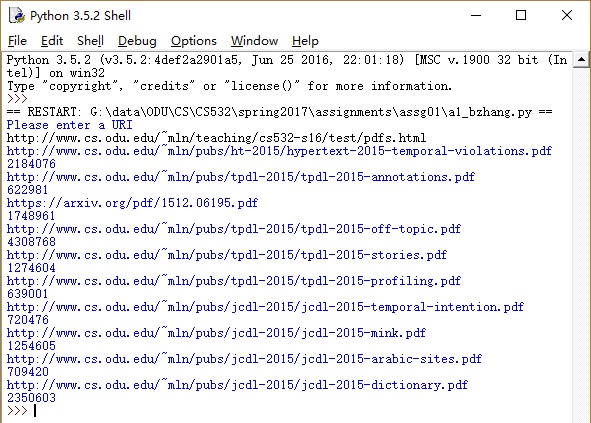 Python 3.5.2 Shell
File Edit Shell Debug Options Window Help
Python 3.5.2 (v3.5.2:4def2a2901a5, Jun 25 2016, 22:01:18) [MSC v.1900 32 bit (In
tel)] on win32
Type "copyright", "credits" or "license()" for more information.
>>>
== RESTART: G:\data\ODU\CS\CS532\spring2017\assignments\assg01\a1_bzhang.py ==
Please enter a URI
http://www.cs.odu.edu/~mln/teaching/cs532-s16/test/pdfs.html
http://www.cs.odu.edu/~mln/pubs/ht-2015/hypertext-2015-temporal-violations.pdf
2184076
http://www.cs.odu.edu/~mln/pubs/tpdl-2015/tpdl-2015-annotations.pdf
622981
https://arxiv.org/pdf/1512.06195.pdf
1748961
http://www.cs.odu.edu/~mln/pubs/tpdl-2015/tpdl-2015-off-topic.pdf
4308768
http://www.cs.odu.edu/~mln/pubs/tpdl-2015/tpdl-2015-stories.pdf
1274604
http://www.cs.odu.edu/~mln/pubs/tpdl-2015/tpdl-2015-profiling.pdf
639001
http://www.cs.odu.edu/~mln/pubs/jcdl-2015/jcdl-2015-temporal-intention.pdf
720476
http://www.cs.odu.edu/~mln/pubs/jcdl-2015/jcdl-2015-mink.pdf
1254605
http://www.cs.odu.edu/~mln/pubs/jcdl-2015/jcdl-2015-arabic-sites.pdf
709420
http://www.cs.odu.edu/~mln/pubs/jcdl-2015/jcdl-2015-dictionary.pdf
2350603
>>>